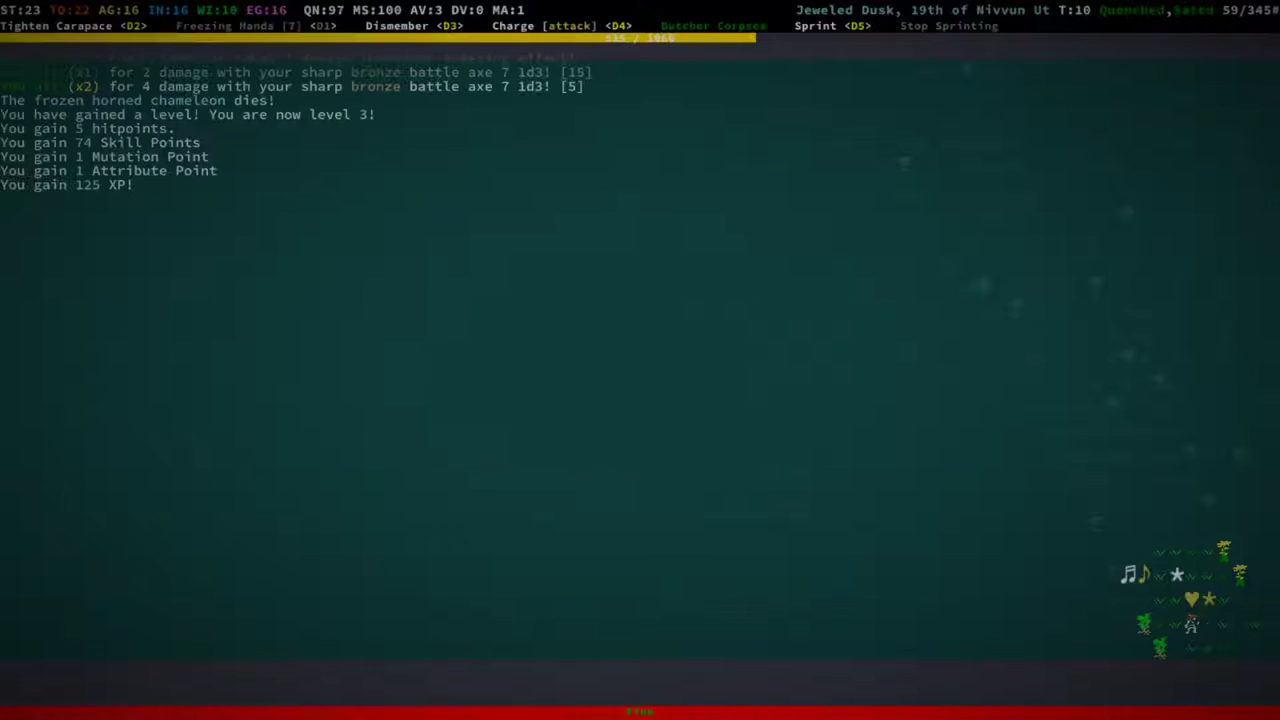 ST:23 TO:22 AG:16 IN:16 WI:10 EG:16 QN:97 MS:100 AV:3 DV:0 MA:1 Jeweled Dusk, 19th of Nivvun Ut T:10 Quenched,Sated 59/345#
Tighten Carapace <D2> Freezing Hands [7] <D1> Dismember <D3> Charge [attack] <D4> Butcher Corpses Sprint <D5> Stop Sprinting
(x1) for 2 damage with your sharp bronze battle axe 7 1d3! [15]
(x2) for 4 damage with your sharp bronze battle axe 7 1d3! [5]
The frozen horned chameleon dies!
You have gained a level! You are now level 3!
You gain 5 hitpoints.
You gain 74 Skill Points
You gain 1 Mutation Point
You gain 1 Attribute Point
You gain 125 XP!